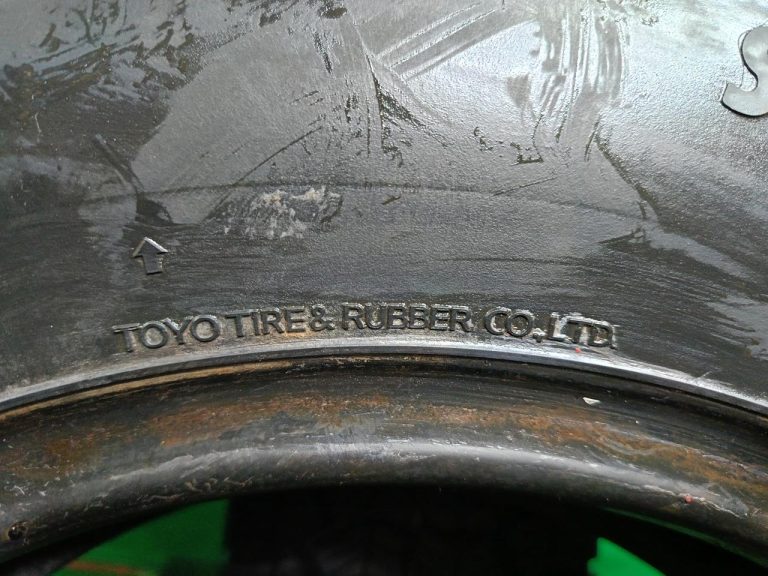 S
TOYO TIRE & RUBBER CO.,LTD.